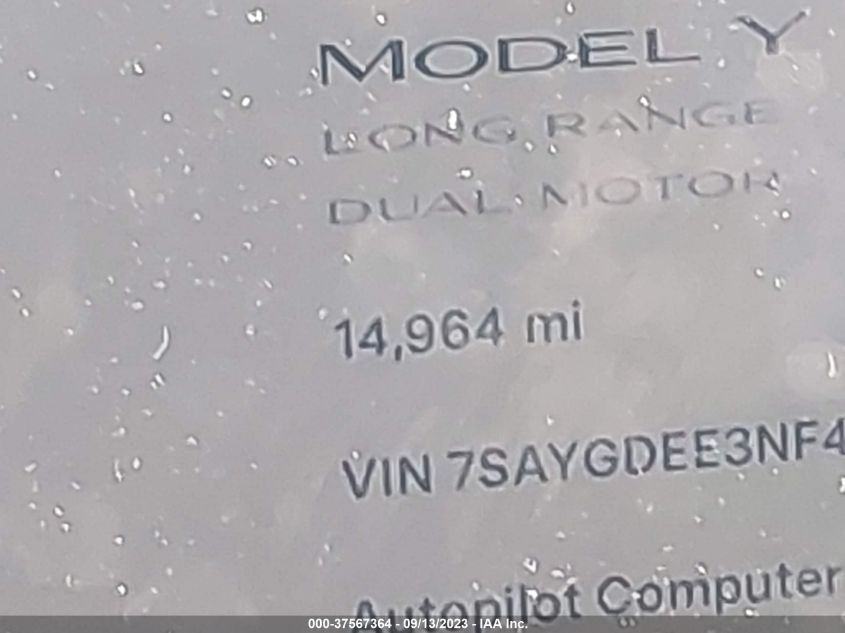 MODEL Y
LONG RANGE
DUAL MOTOR
14,964 mi
VIN 7SAYGDEE3NF4
Autopilot Computer
000-37567364 - 09/13/2023 - IAA Inc.